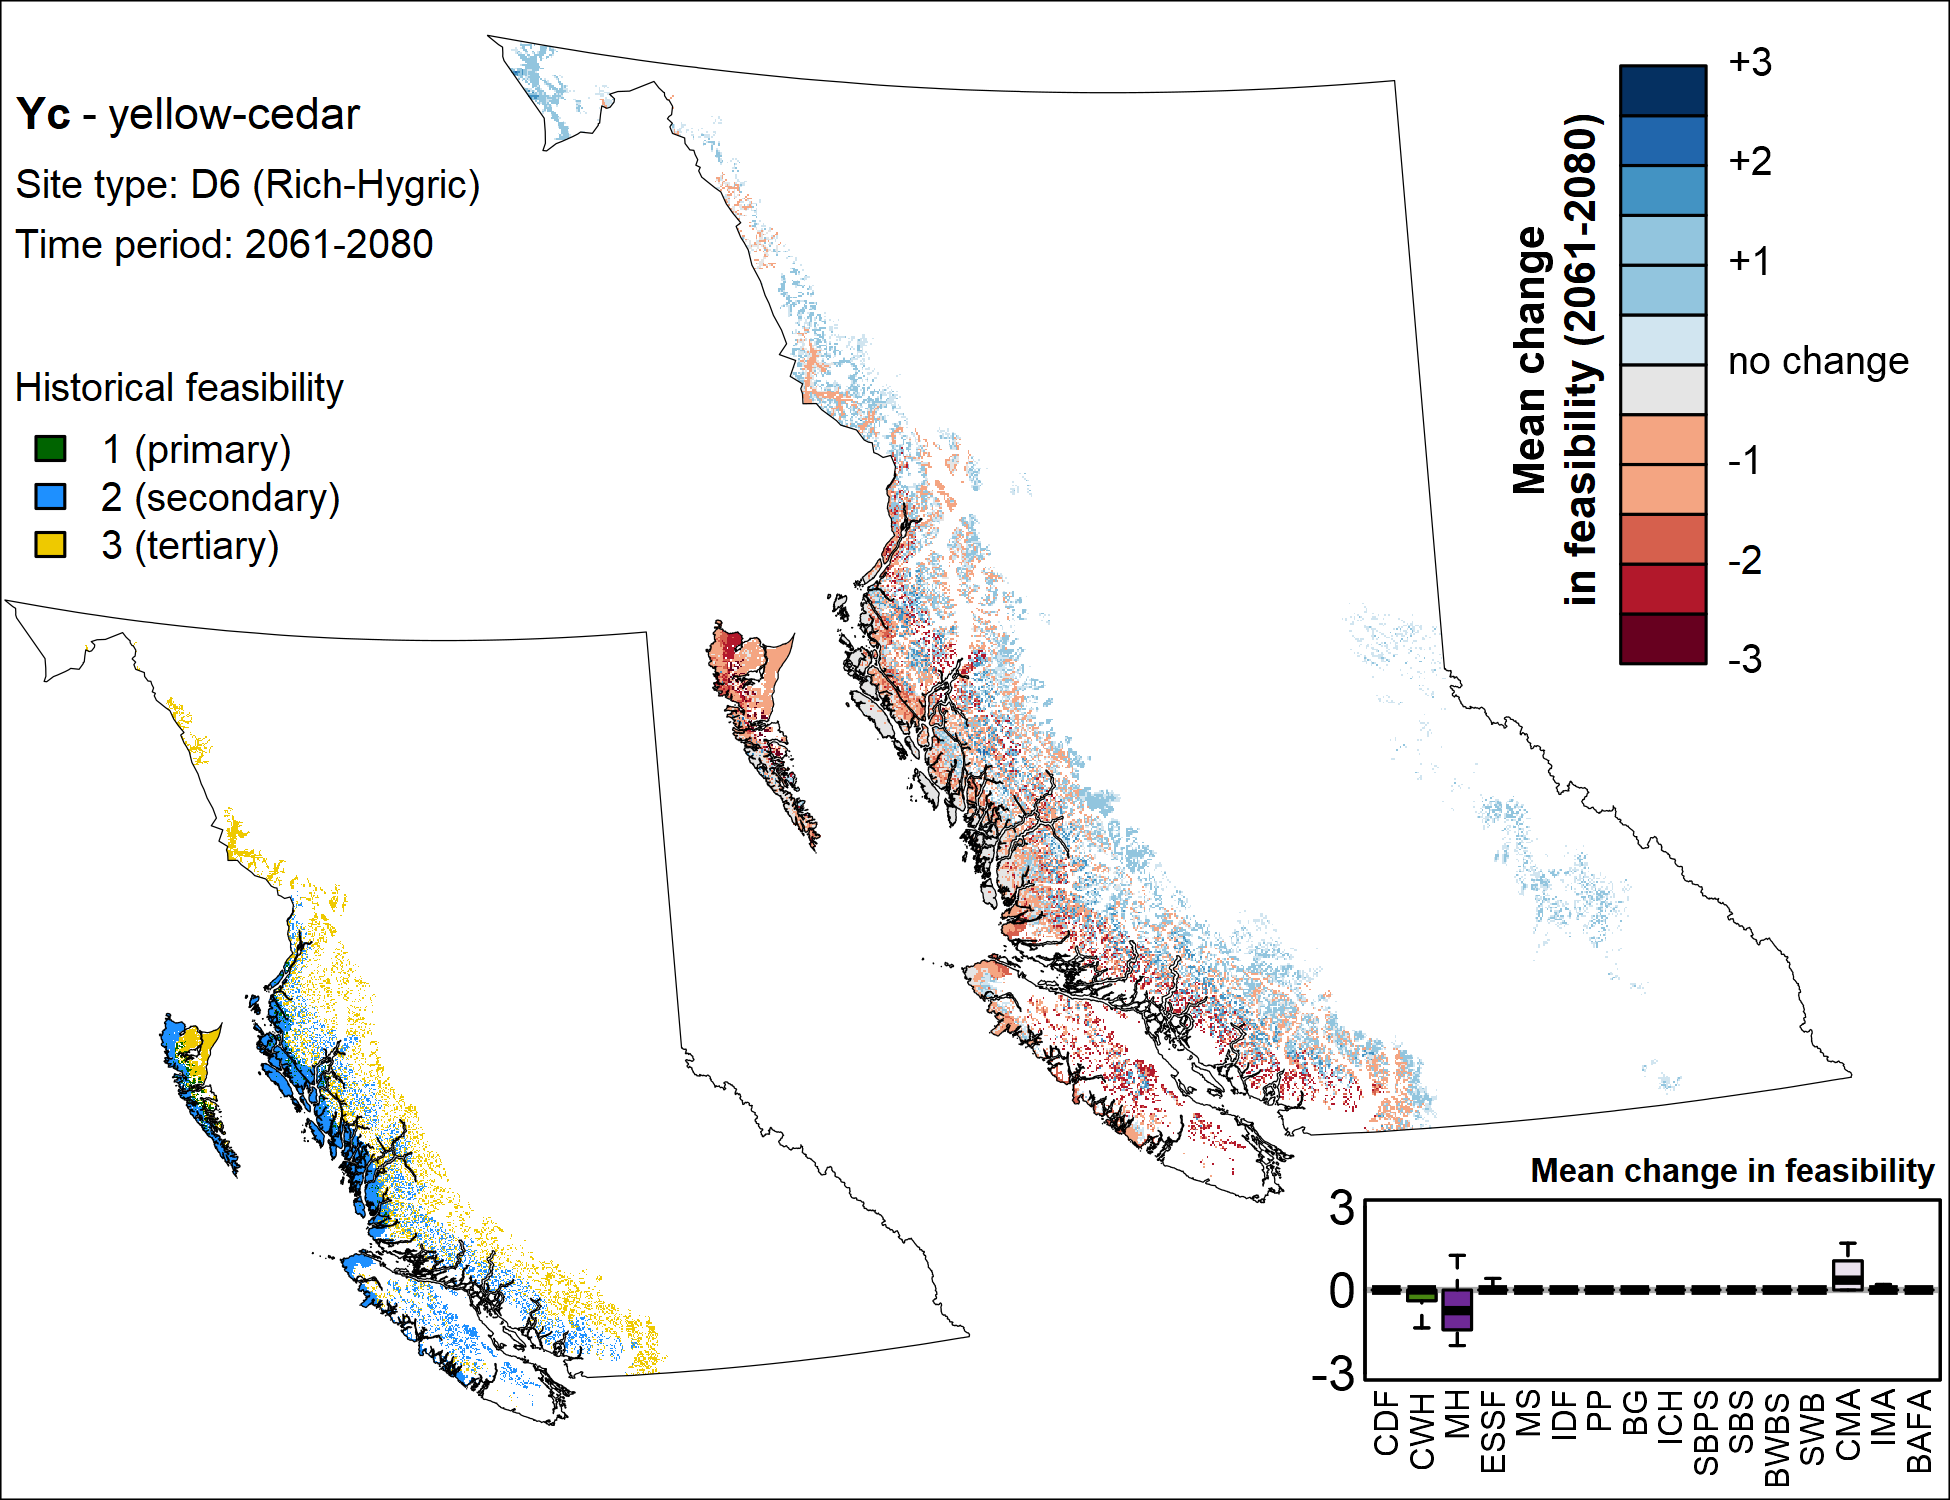 Yc - yellow-cedar
Site type: D6 (Rich-Hygric)
Time period: 2061-2080
Historical feasibility
1 (primary)
2 (secondary)
3 (tertiary)
Mean change
in feasibility (2061-2080)
+3
+2
+1
no change
-1
-2
-3
Mean change in feasibility
3
0
-3
CDF
CWH
MH
ESSF
MS
IDF
PP
BG
ICH
SBPS
SBS
BWBS
SWB
CMA
IMA
BAFA